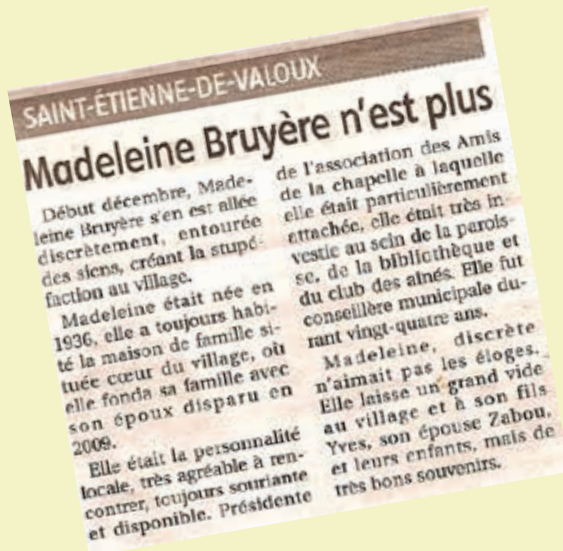 SAINT-ÉTIENNE-DE-VALOUX
Madeleine Bruyère n'est plus
Début décembre, Made-
leine Bruyère s'en est allée
discrètement, entourée
des siens, créant la stupé-
faction au village.
Madeleine était née en
1936, elle a toujours habi-
té la maison de famille si-
tuée cœur du village, où
elle fonda sa famille avec
son époux disparu en
2009.
Elle était la personnalité
locale, très agréable à ren-
contrer, toujours souriante
et disponible. Présidente
de l'association des Amis
de la chapelle à laquelle
elle était particulièrement
attachée, elle était très in-
vestie au sein de la parois-
se, de la bibliothèque et
du club des aînés. Elle fut
conseillère municipale du-
rant vingt-quatre ans.
Madeleine, discrète
n'aimait pas les éloges.
Elle laisse un grand vide
au village et à son fils
Yves, son épouse Zabou,
et leurs enfants, mais de
très bons souvenirs.